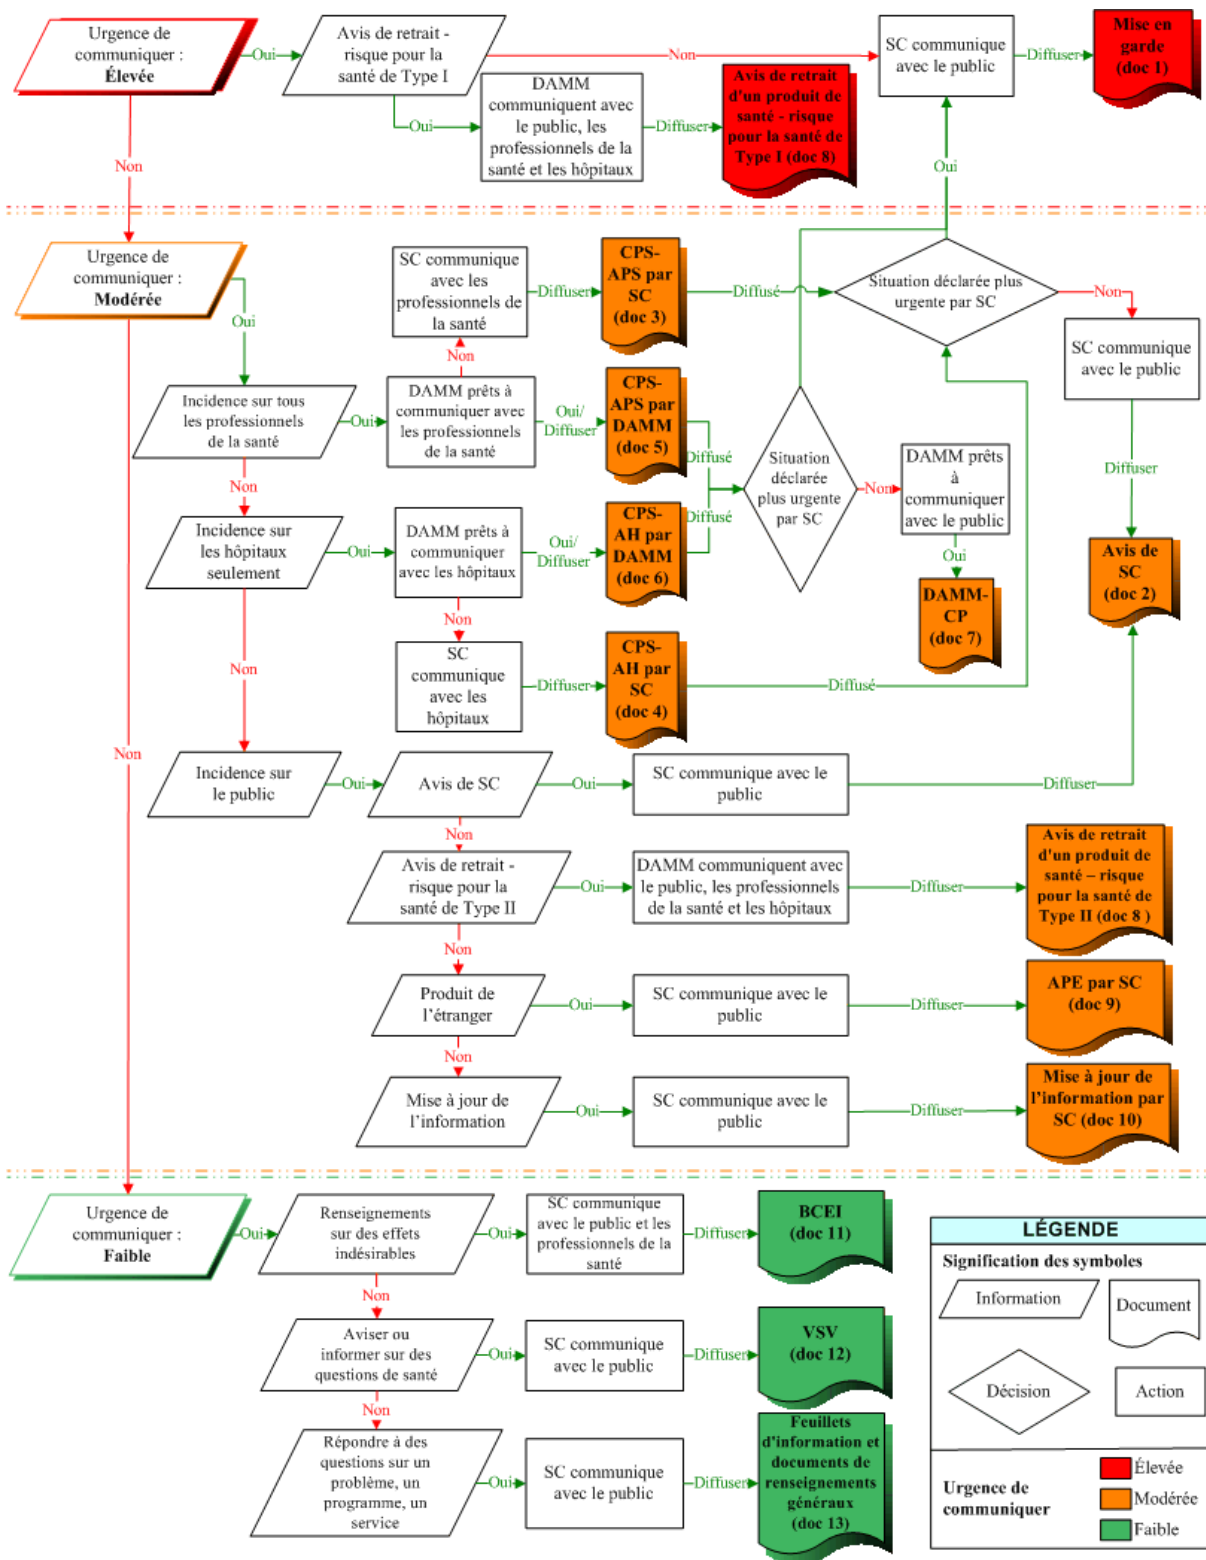 Urgence de
communiquer :
Élevée
Oui
Avis de retrait -
risque pour la
santé de Type I
Non
SC communique
avec le public
Diffuser
Mise en
garde
(doc 1)
Oui
DAMM
communiquent avec
le public, les
professionnels de la
santé et les hôpitaux
Diffuser
Avis de retrait
d'un produit de
santé - risque
pour la santé de
Type I (doc 8)
Non
Oui
Urgence de
communiquer :
Modérée
Oui
SC communique
avec les
professionnels de
la santé
Diffuser
CPS-
APS par
SC
(doc 3)
Diffusé
Situation déclarée plus
urgente par SC
Non
SC communique
avec le public
Diffuser
Avis de
SC
(doc 2)
Non
Incidence sur tous
les professionnels
de la santé
Oui
DAMM prêts à
communiquer avec
les professionnels
de la santé
Oui/
Diffuser
CPS-
APS par
DAMM
(doc 5)
Diffusé
Situation
déclarée
plus urgente
par SC
Non
DAMM prêts
à
communiquer
avec le public
Oui
DAMM-
CP
(doc 7)
Non
Incidence sur
les hôpitaux
seulement
Oui
DAMM prêts à
communiquer
avec les hôpitaux
Oui/
Diffuser
CPS-
AH par
DAMM
(doc 6)
Diffusé
Non
SC
communique
avec les
hôpitaux
Diffuser
CPS-
AH par
SC
(doc 4)
Diffusé
Non
Non
Incidence sur
le public
Oui
Avis de SC
Oui
SC communique avec le
public
Diffuser
Non
Avis de retrait -
risque pour la
santé de Type II
Oui
DAMM communiquent avec
le public, les professionnels
de la santé et les hôpitaux
Diffuser
Avis de retrait
d'un produit de
santé – risque
pour la santé de
Type II (doc 8 )
Non
Produit de
l'étranger
Oui
SC communique avec le
public
Diffuser
APE par SC
(doc 9)
Non
Mise à jour de
l'information
Oui
SC communique avec le
public
Diffuser
Mise à jour de
l'information par
SC (doc 10)
Urgence de
communiquer :
Faible
Oui
Renseignements
sur des effets
indésirables
Oui
SC communique
avec le public et les
professionnels de la
santé
Diffuser
BCEI
(doc 11)
Non
Aviser ou
informer sur des
questions de santé
Oui
SC communique
avec le public
Diffuser
VSV
(doc 12)
Non
Répondre à des
questions sur un
problème, un
programme, un
service
Oui
SC communique
avec le public
Diffuser
Feuillets
d'information et
documents de
renseignements
généraux
(doc 13)
LÉGENDE
Signification des symboles
Information
Document
Décision
Action
Urgence de
communiquer
Élevée
Modérée
Faible